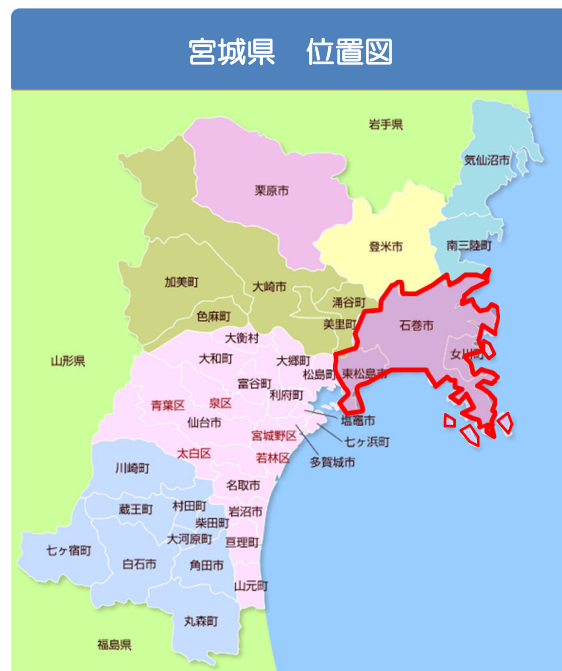 宮城県　位置図
岩手県
気仙沼市
栗原市
登米市
南三陸町
加美町
大崎市
涌谷町
色麻町
美里町
石巻市
大衡村
女川町
山形県
大和町
大郷町
松島町
東松島市
富谷町
利府町
青葉区
泉区
仙台市
塩竈市
宮城野区
七ヶ浜町
太白区
若林区
多賀城市
川崎町
名取市
蔵王町
村田町
岩沼市
柴田町
大河原町
亘理町
七ヶ宿町
白石市
角田市
山元町
丸森町
福島県